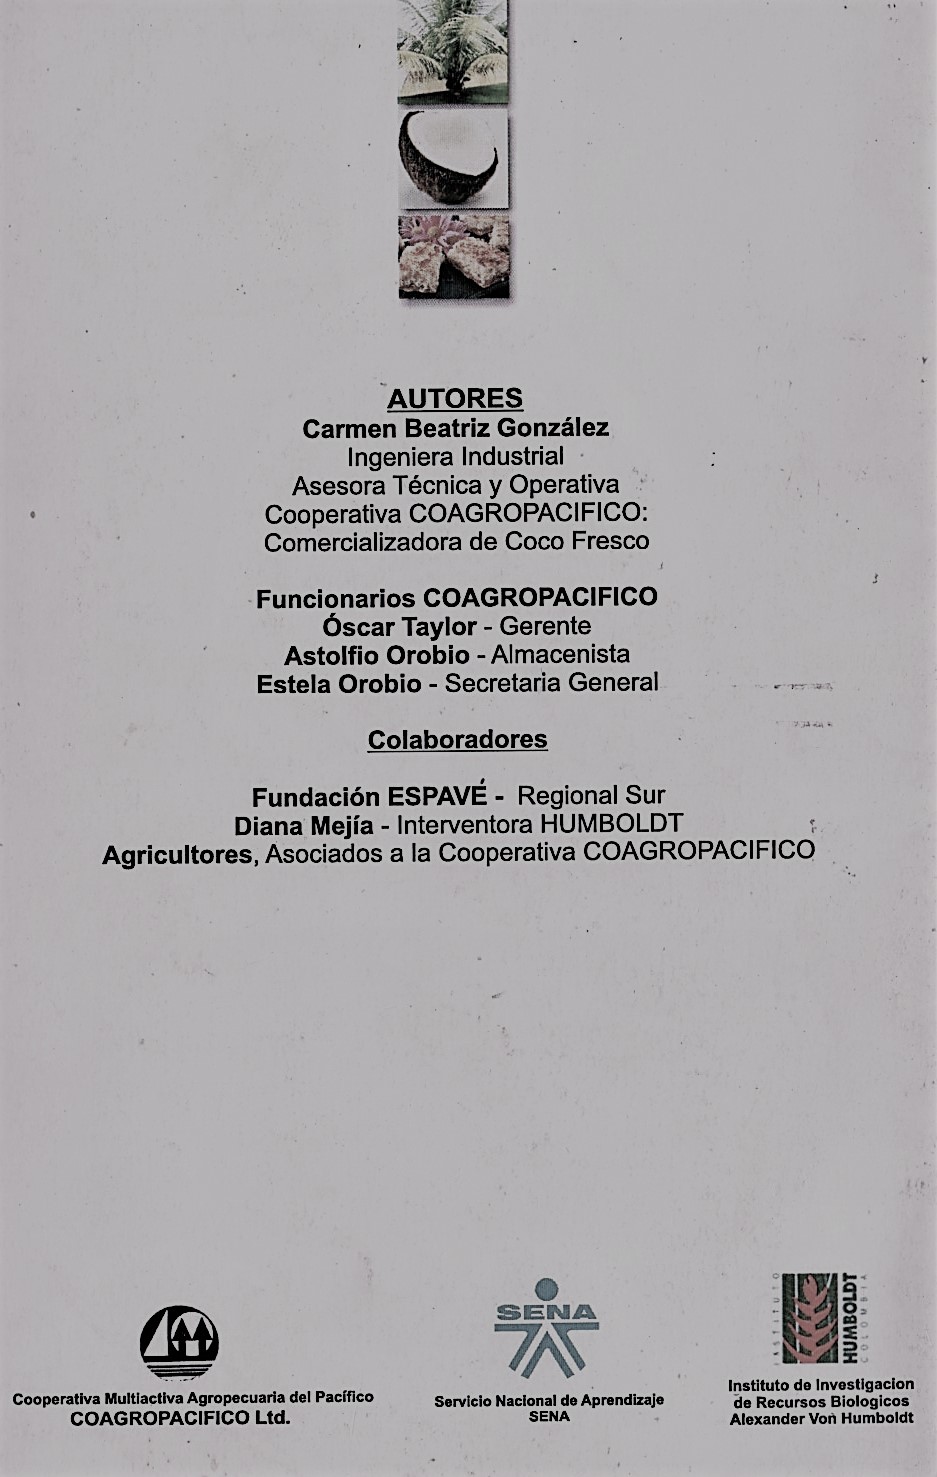 AUTORES
Carmen Beatriz González
Ingeniera Industrial
Asesora Técnica y Operativa
Cooperativa COAGROPACIFICO:
Comercializadora de Coco Fresco
Funcionarios COAGROPACIFICO
Óscar Taylor - Gerente
Astolfio Orobio - Almacenista
Estela Orobio - Secretaria General
Colaboradores
Fundación ESPAVÉ - Regional Sur
Diana Mejía - Interventora HUMBOLDT
Agricultores, Asociados a la Cooperativa COAGROPACIFICO
Cooperativa Multiactiva Agropecuaria del Pacífico
COAGROPACIFICO Ltd.
SENA
Servicio Nacional de Aprendizaje
SENA
INSTITUTO
HUMBOLDT
COLOMBIA
Instituto de Investigacion
de Recursos Biologicos
Alexander Von Humboldt